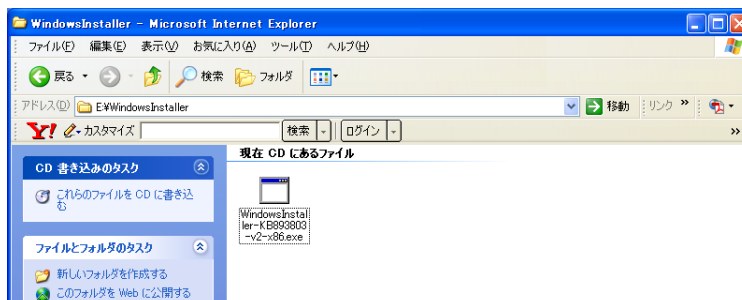 WindowsInstaller - Microsoft Internet Explorer
ファイル(F) 編集(E) 表示(V) お気に入り(A) ツール(T) ヘルプ(H)
戻る 検索 フォルダ
アドレス(D) E:¥WindowsInstaller 移動 リンク »
Y! カスタマイズ 検索 ログイン »
現在 CD にあるファイル
CD 書き込みのタスク
これらのファイルを CD に書き込
む
WindowsInstal
ler-KB893803
-v2-x86.exe
ファイルとフォルダのタスク
新しいフォルダを作成する
このフォルダを Web に公開する